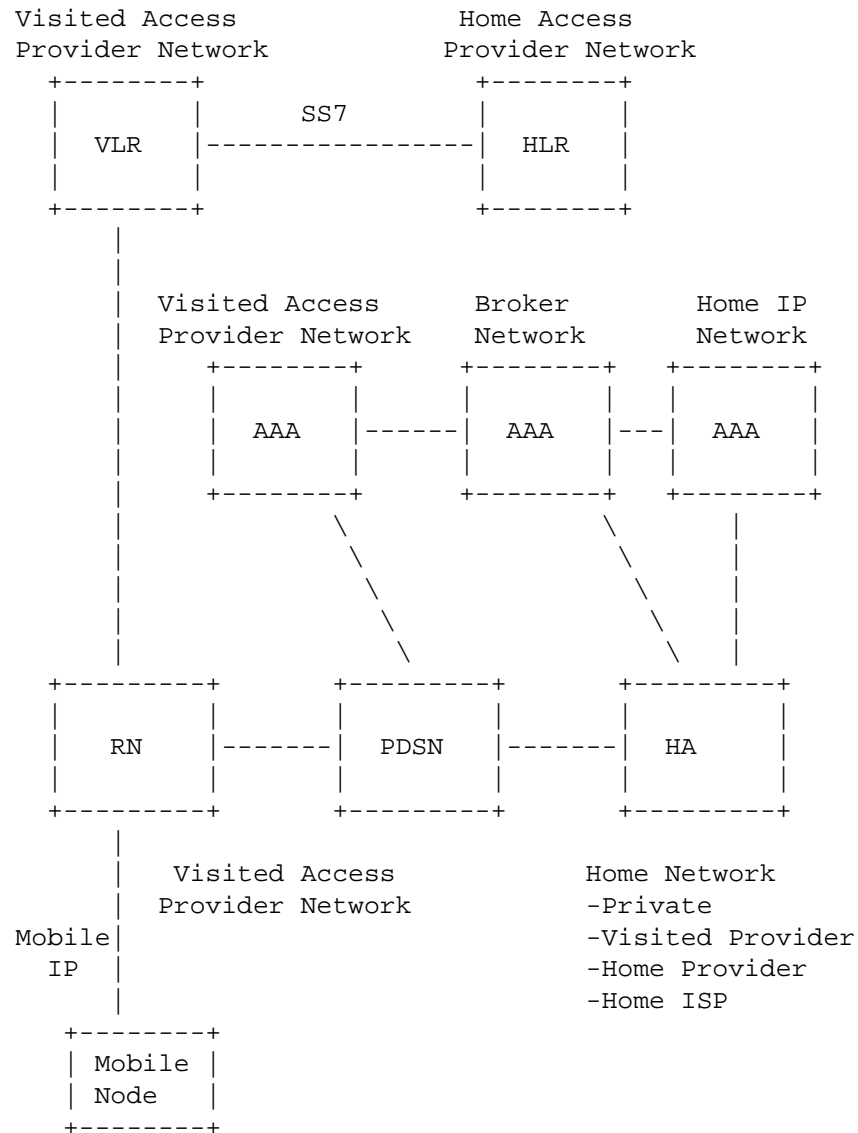 Visited Access Home Access
Provider Network Provider Network
SS7
VLR HLR
Visited Access Broker Home IP
Provider Network Network Network
AAA AAA AAA
RN PDSN HA
Visited Access Home Network
Provider Network -Private
Mobile -Visited Provider
IP -Home Provider
-Home ISP
Mobile
Node